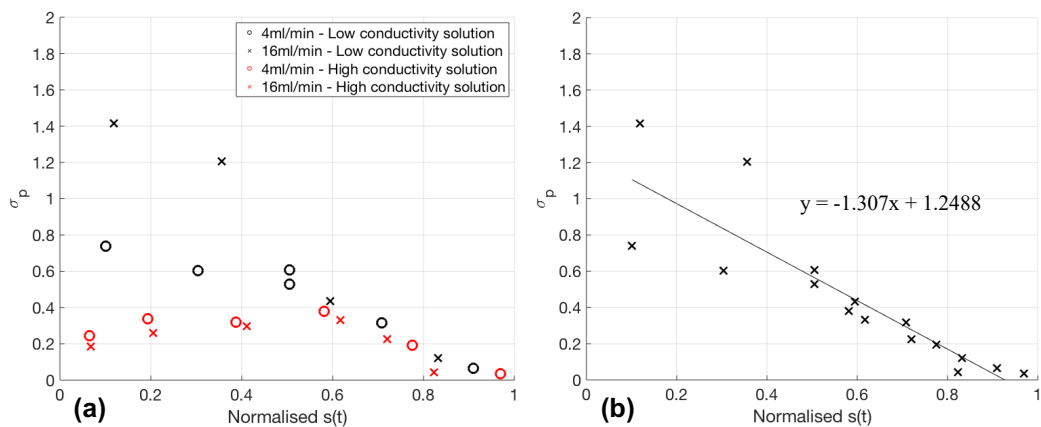 2
1.8
1.6
1.4
1.2
1
0.8
0.6
0.4
0.2
0
σp
4ml/min - Low conductivity solution
16ml/min - Low conductivity solution
4ml/min - High conductivity solution
16ml/min - High conductivity solution
0 0.2 0.4 0.6 0.8 1
(a) Normalised s(t)
2
1.8
1.6
1.4
1.2
1
0.8
0.6
0.4
0.2
0
σp
y = -1.307x + 1.2488
0 0.2 0.4 0.6 0.8 1
(b) Normalised s(t)